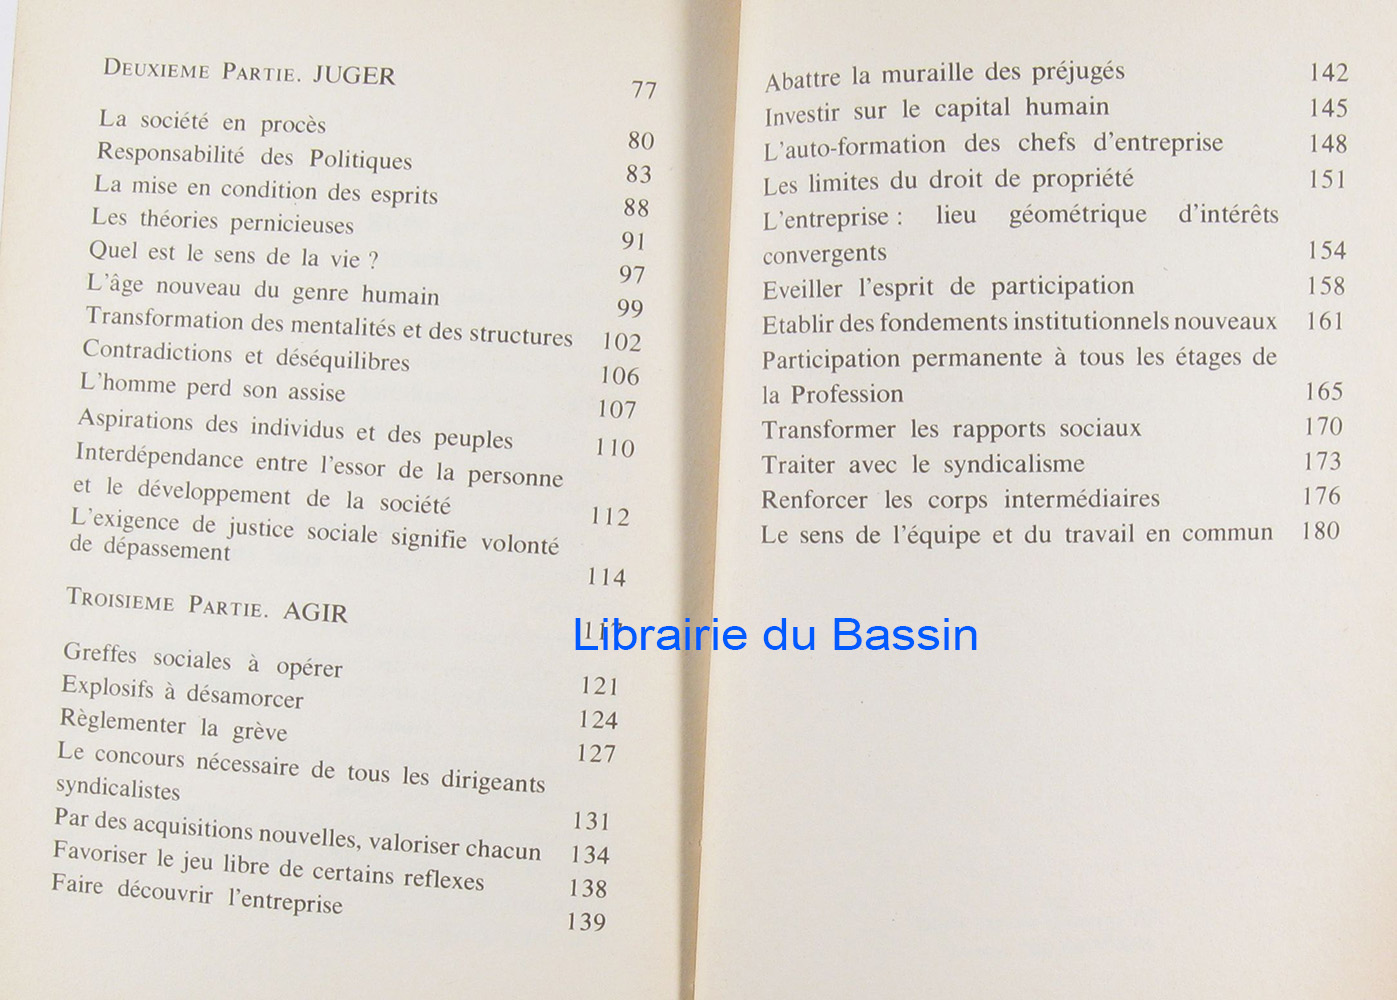 DEUXIEME PARTIE. JUGER 77
La société en procès 80
Responsabilité des Politiques 83
La mise en condition des esprits 88
Les théories pernicieuses 91
Quel est le sens de la vie ? 97
L'âge nouveau du genre humain 99
Transformation des mentalités et des structures 102
Contradictions et déséquilibres 106
L'homme perd son assise 107
Aspirations des individus et des peuples 110
Interdépendance entre l'essor de la personne
et le développement de la société 112
L'exigence de justice sociale signifie volonté
de dépassement 114
TROISIEME PARTIE. AGIR 117
Greffes sociales à opérer 121
Explosifs à désamorcer 124
Règlementer la grève 127
Le concours nécessaire de tous les dirigeants
syndicalistes 131
Par des acquisitions nouvelles, valoriser chacun 134
Favoriser le jeu libre de certains reflexes 138
Faire découvrir l'entreprise 139
Abattre la muraille des préjugés 142
Investir sur le capital humain 145
L'auto-formation des chefs d'entreprise 148
Les limites du droit de propriété 151
L'entreprise : lieu géométrique d'intérêts
convergents 154
Eveiller l'esprit de participation 158
Etablir des fondements institutionnels nouveaux 161
Participation permanente à tous les étages de
la Profession 165
Transformer les rapports sociaux 170
Traiter avec le syndicalisme 173
Renforcer les corps intermédiaires 176
Le sens de l'équipe et du travail en commun 180
Librairie du Bassin